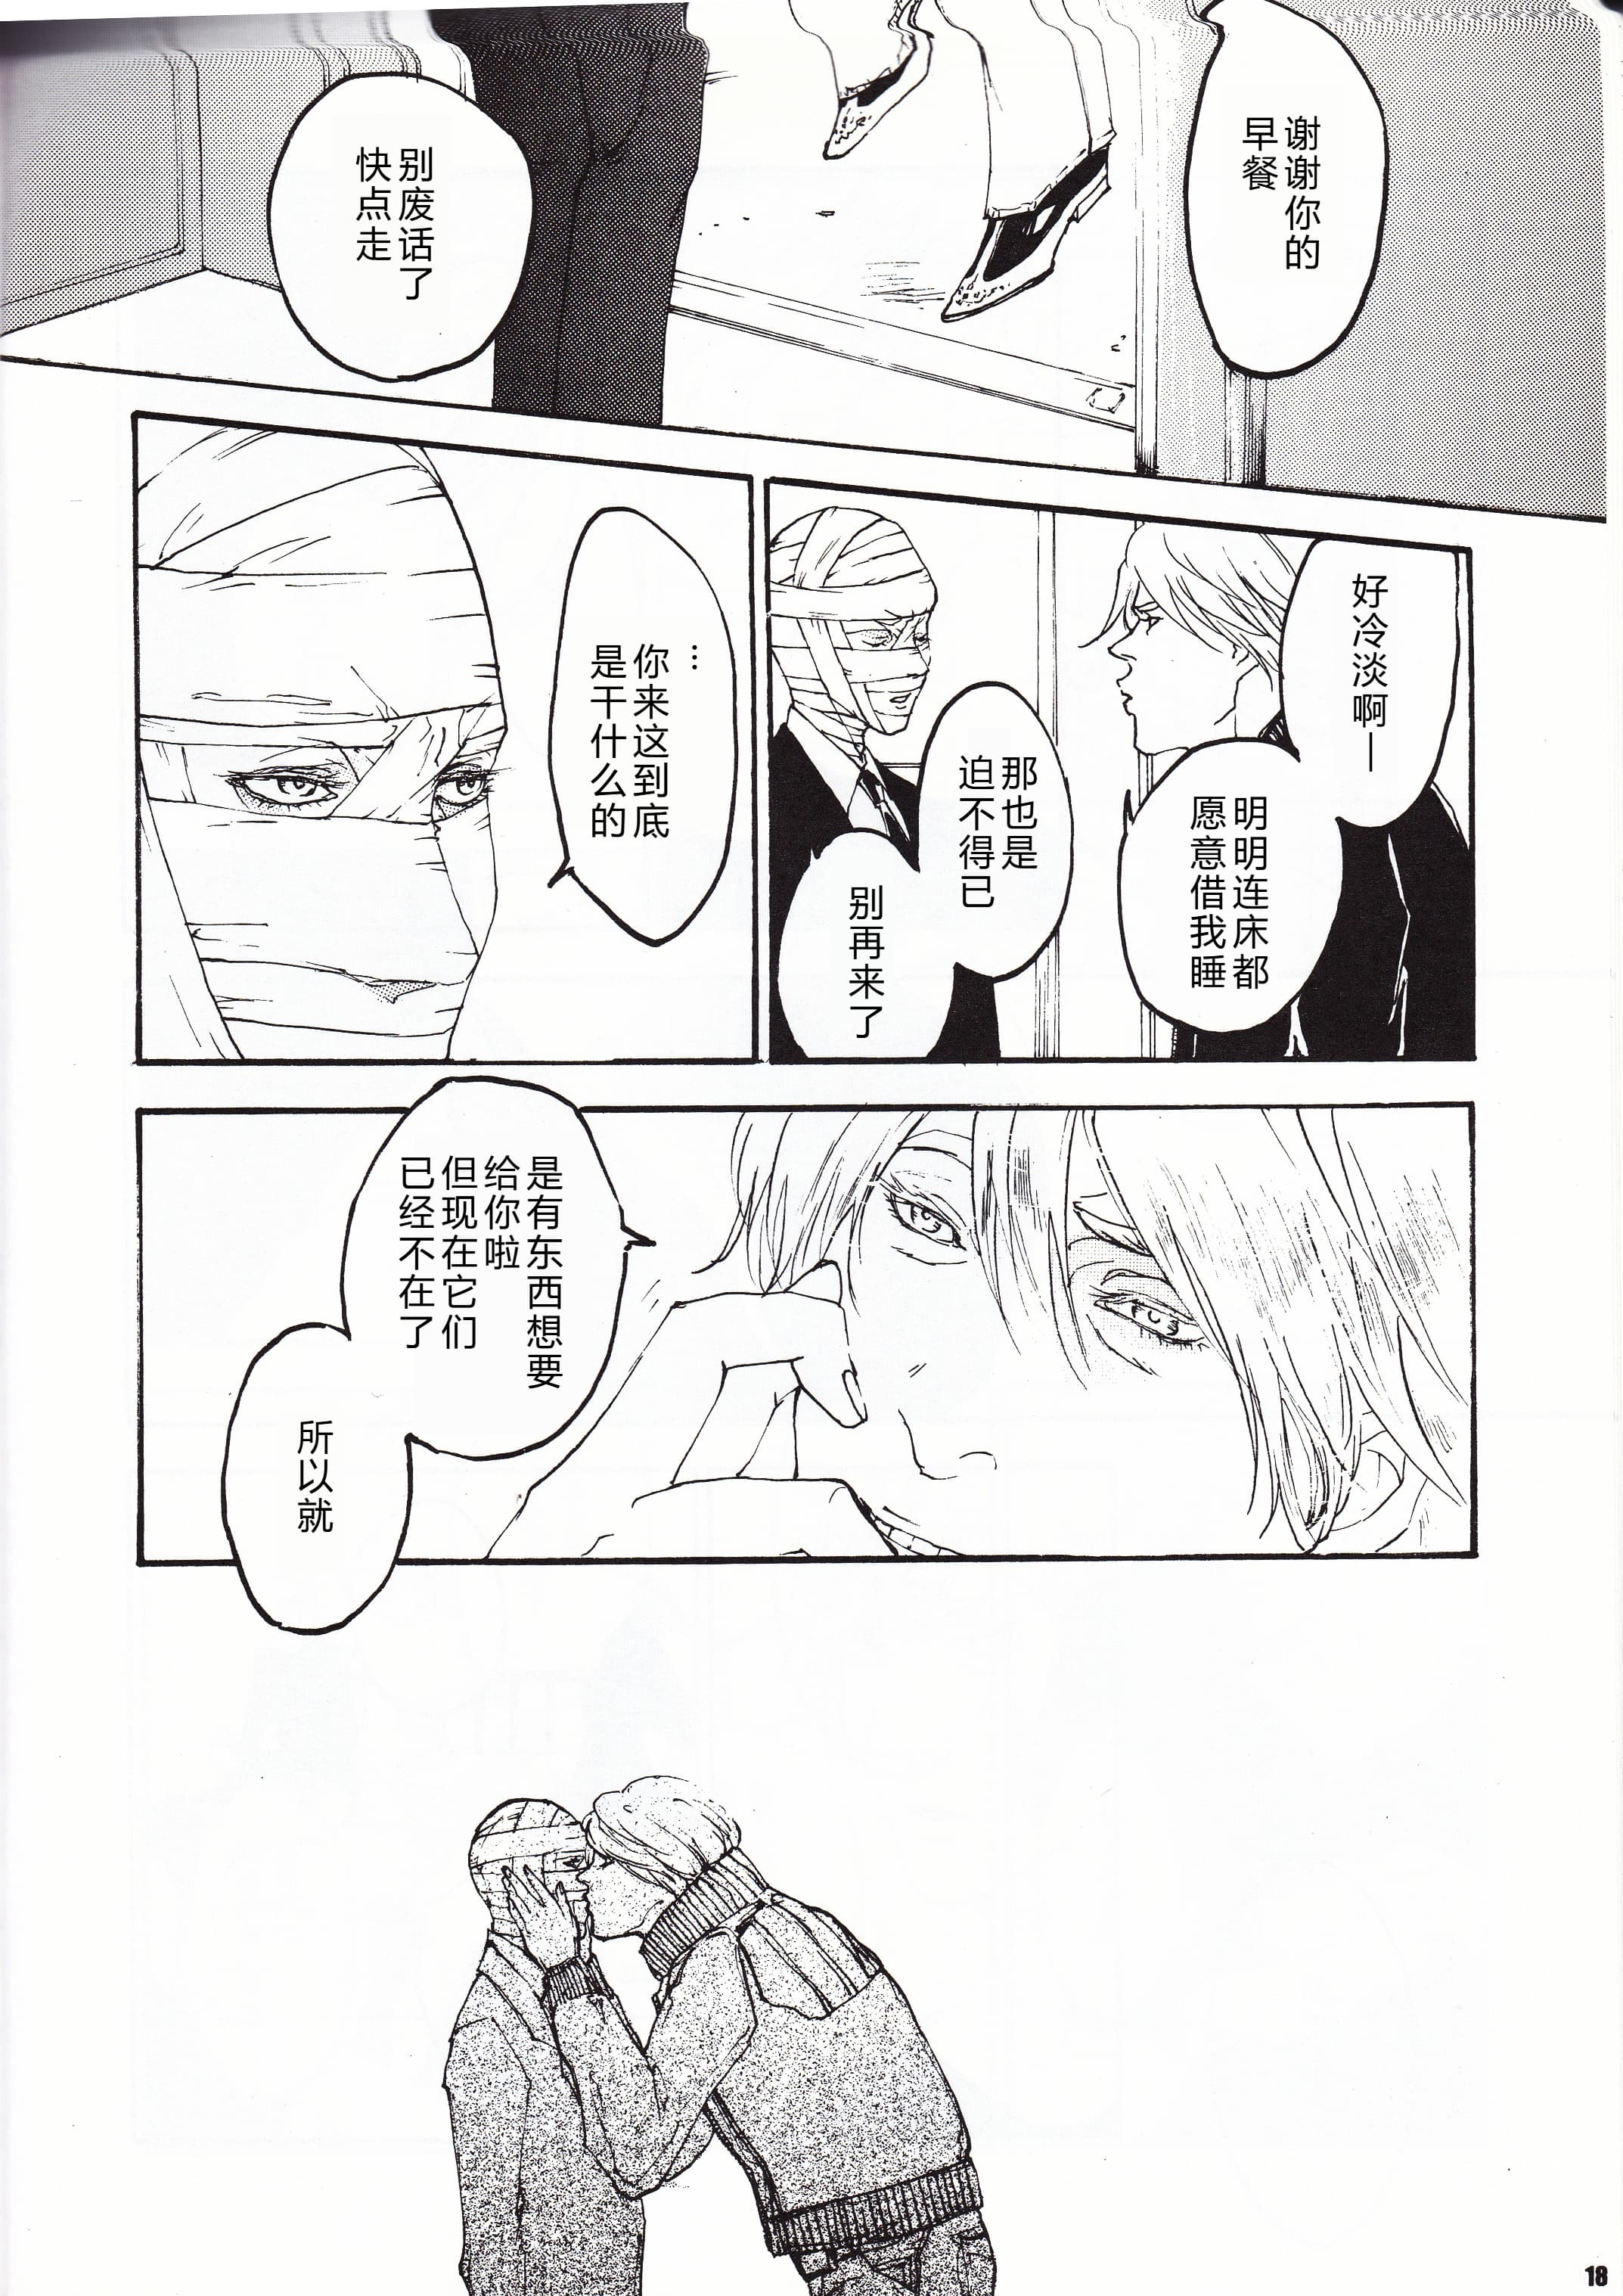 谢谢你的
早餐
别废话了
快点走
好冷淡啊—
明明连床都
愿意借我睡
那也是
迫不得已
别再来了
…
你来这到底
是干什么的
是有东西想要
给你啦
但现在它们
已经不在了
所以就
18